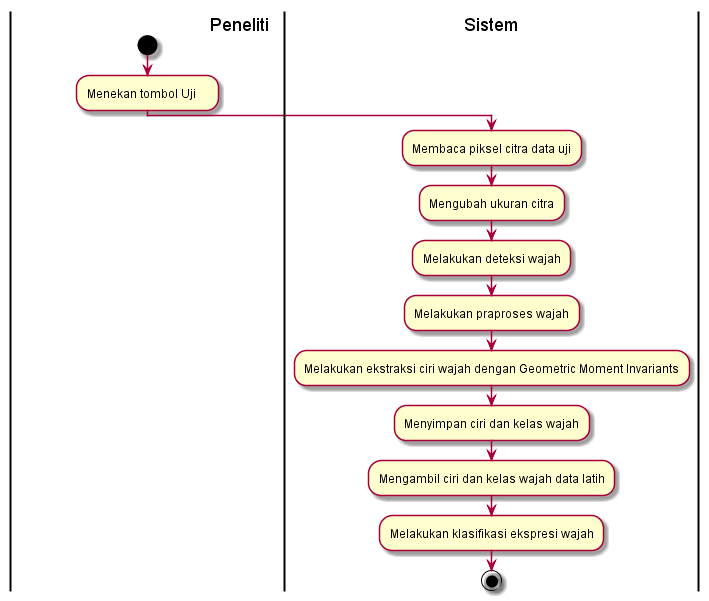 Peneliti
Sistem
Menekan tombol Uji
Membaca piksel citra data uji
Mengubah ukuran citra
Melakukan deteksi wajah
Melakukan praproses wajah
Melakukan ekstraksi ciri wajah dengan Geometric Moment Invariants
Menyimpan ciri dan kelas wajah
Mengambil ciri dan kelas wajah data latih
Melakukan klasifikasi ekspresi wajah